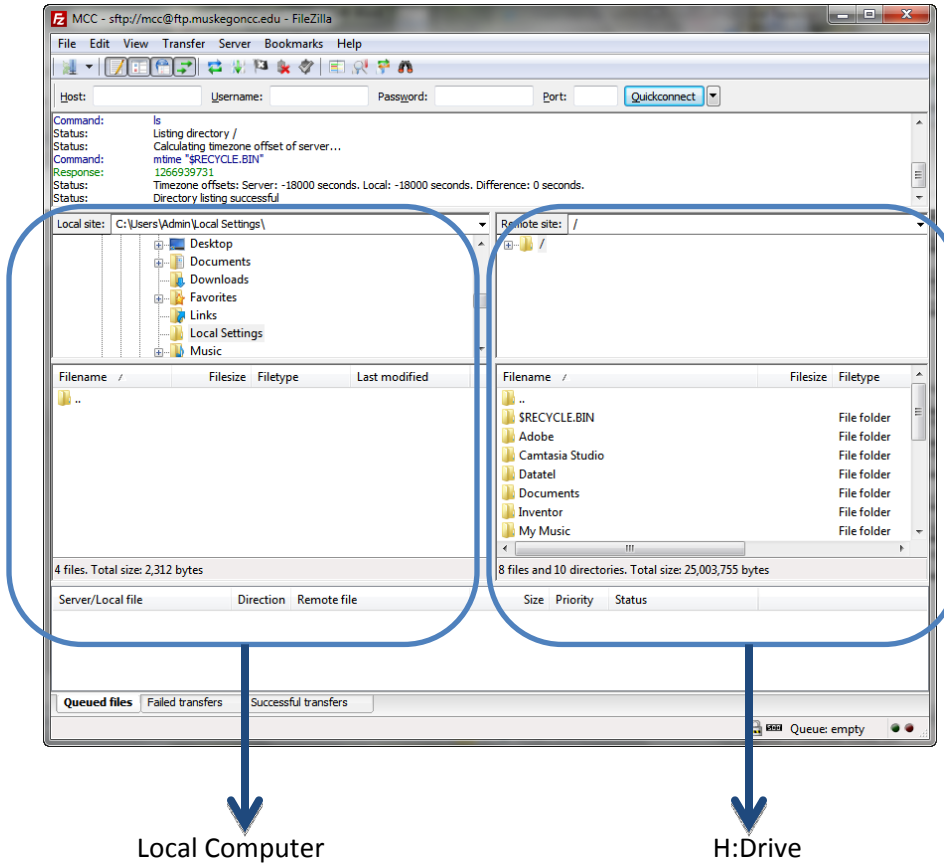 MCC - sftp://mcc@ftp.muskegoncc.edu - FileZilla
File Edit View Transfer Server Bookmarks Help
Host: Username: Password: Port: Quickconnect
Command: ls
Status: Listing directory /
Status: Calculating timezone offset of server...
Command: mtime "$RECYCLE.BIN"
Response: 1266939731
Status: Timezone offsets: Server: -18000 seconds. Local: -18000 seconds. Difference: 0 seconds.
Status: Directory listing successful
Local site: C:\Users\Admin\Local Settings\
Desktop
Documents
Downloads
Favorites
Links
Local Settings
Music
Filename / Filesize Filetype Last modified
..
4 files. Total size: 2,312 bytes
Remote site: /
/
Filename / Filesize Filetype
..
$RECYCLE.BIN File folder
Adobe File folder
Camtasia Studio File folder
Datatel File folder
Documents File folder
Inventor File folder
My Music File folder
8 files and 10 directories. Total size: 25,003,755 bytes
Server/Local file Direction Remote file Size Priority Status
Queued files Failed transfers Successful transfers
Queue: empty
Local Computer
H:Drive